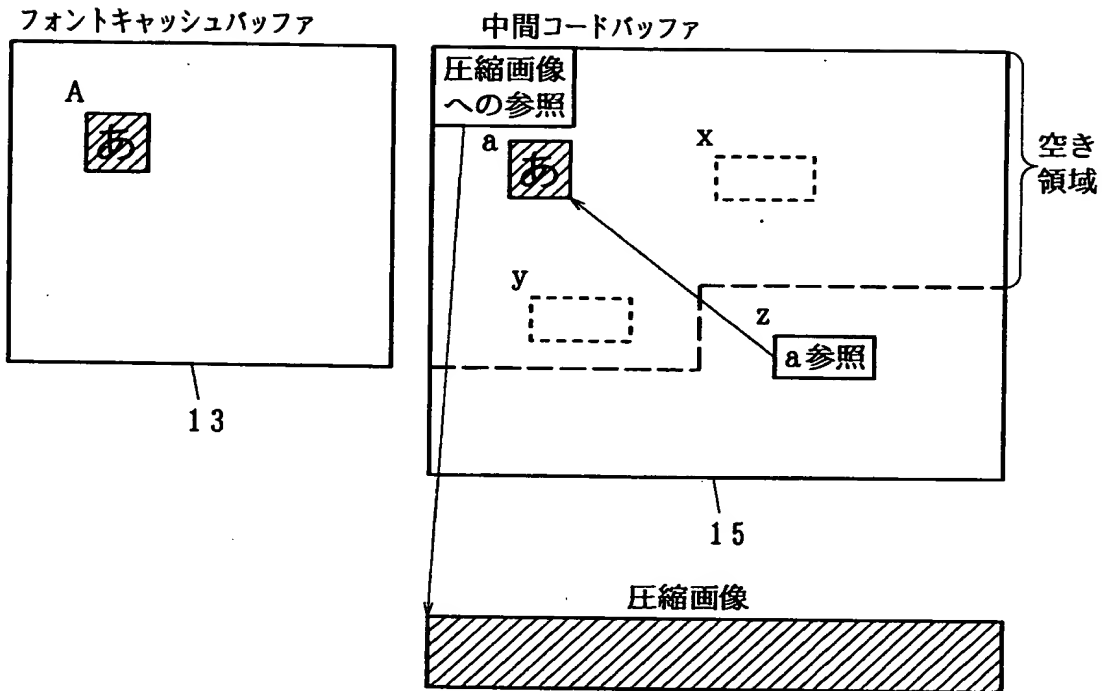 フォントキャッシュバッファ
A
あ
13
中間コードバッファ
圧縮画像
への参照
a
あ
x
空き
領域
y
z
a参照
15
圧縮画像